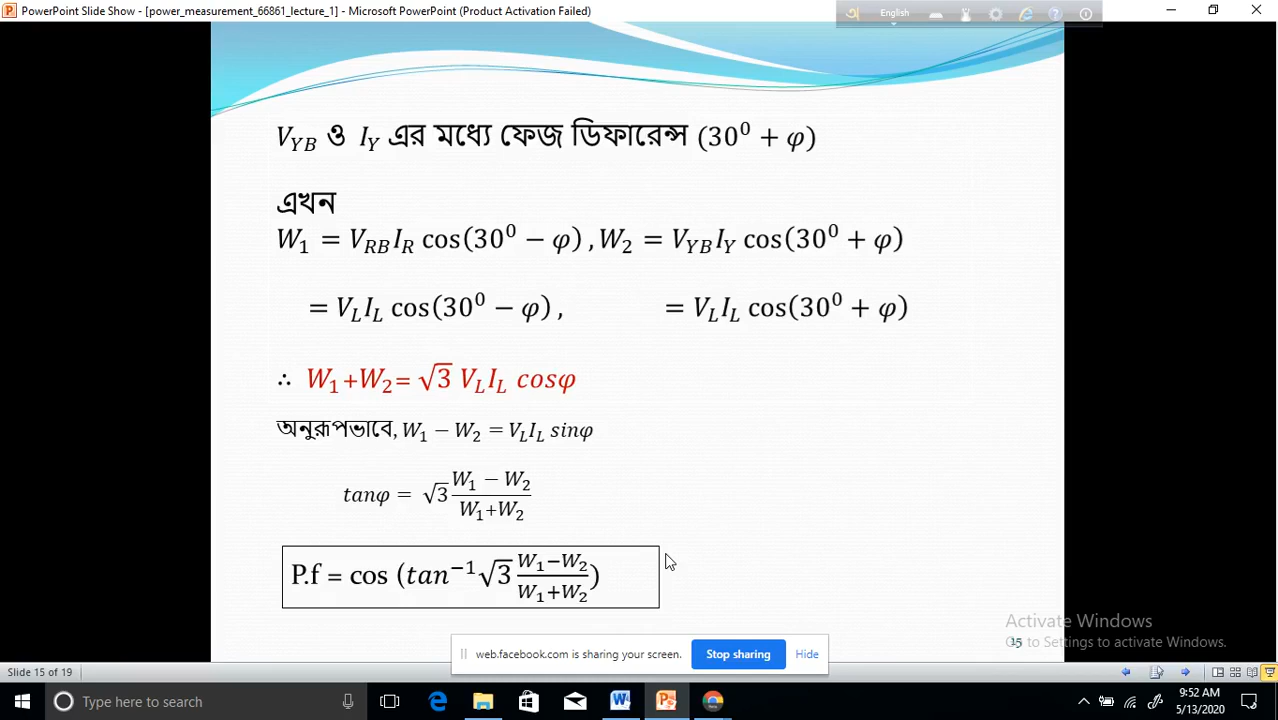 PowerPoint Slide Show - [power_measurement_66861_lecture_1] - Microsoft PowerPoint (Product Activation Failed)
English
V_YB ও I_Y এর মধ্যে ফেজ ডিফারেন্স (30⁰ + φ)
এখন
W₁ = V_RB I_R cos(30⁰ − φ) , W₂ = V_YB I_Y cos(30⁰ + φ)
= V_L I_L cos(30⁰ − φ) , = V_L I_L cos(30⁰ + φ)
∴ W₁+W₂= √3 V_L I_L cosφ
অনুরূপভাবে, W₁ − W₂ = V_L I_L sinφ
tanφ = √3 (W₁ − W₂)/(W₁+W₂)
P.f = cos (tan⁻¹√3 (W₁−W₂)/(W₁+W₂))
Activate Windows
Go to Settings to activate Windows.
15
web.facebook.com is sharing your screen. Stop sharing Hide
Slide 15 of 19
Type here to search
9:52 AM
5/13/2020